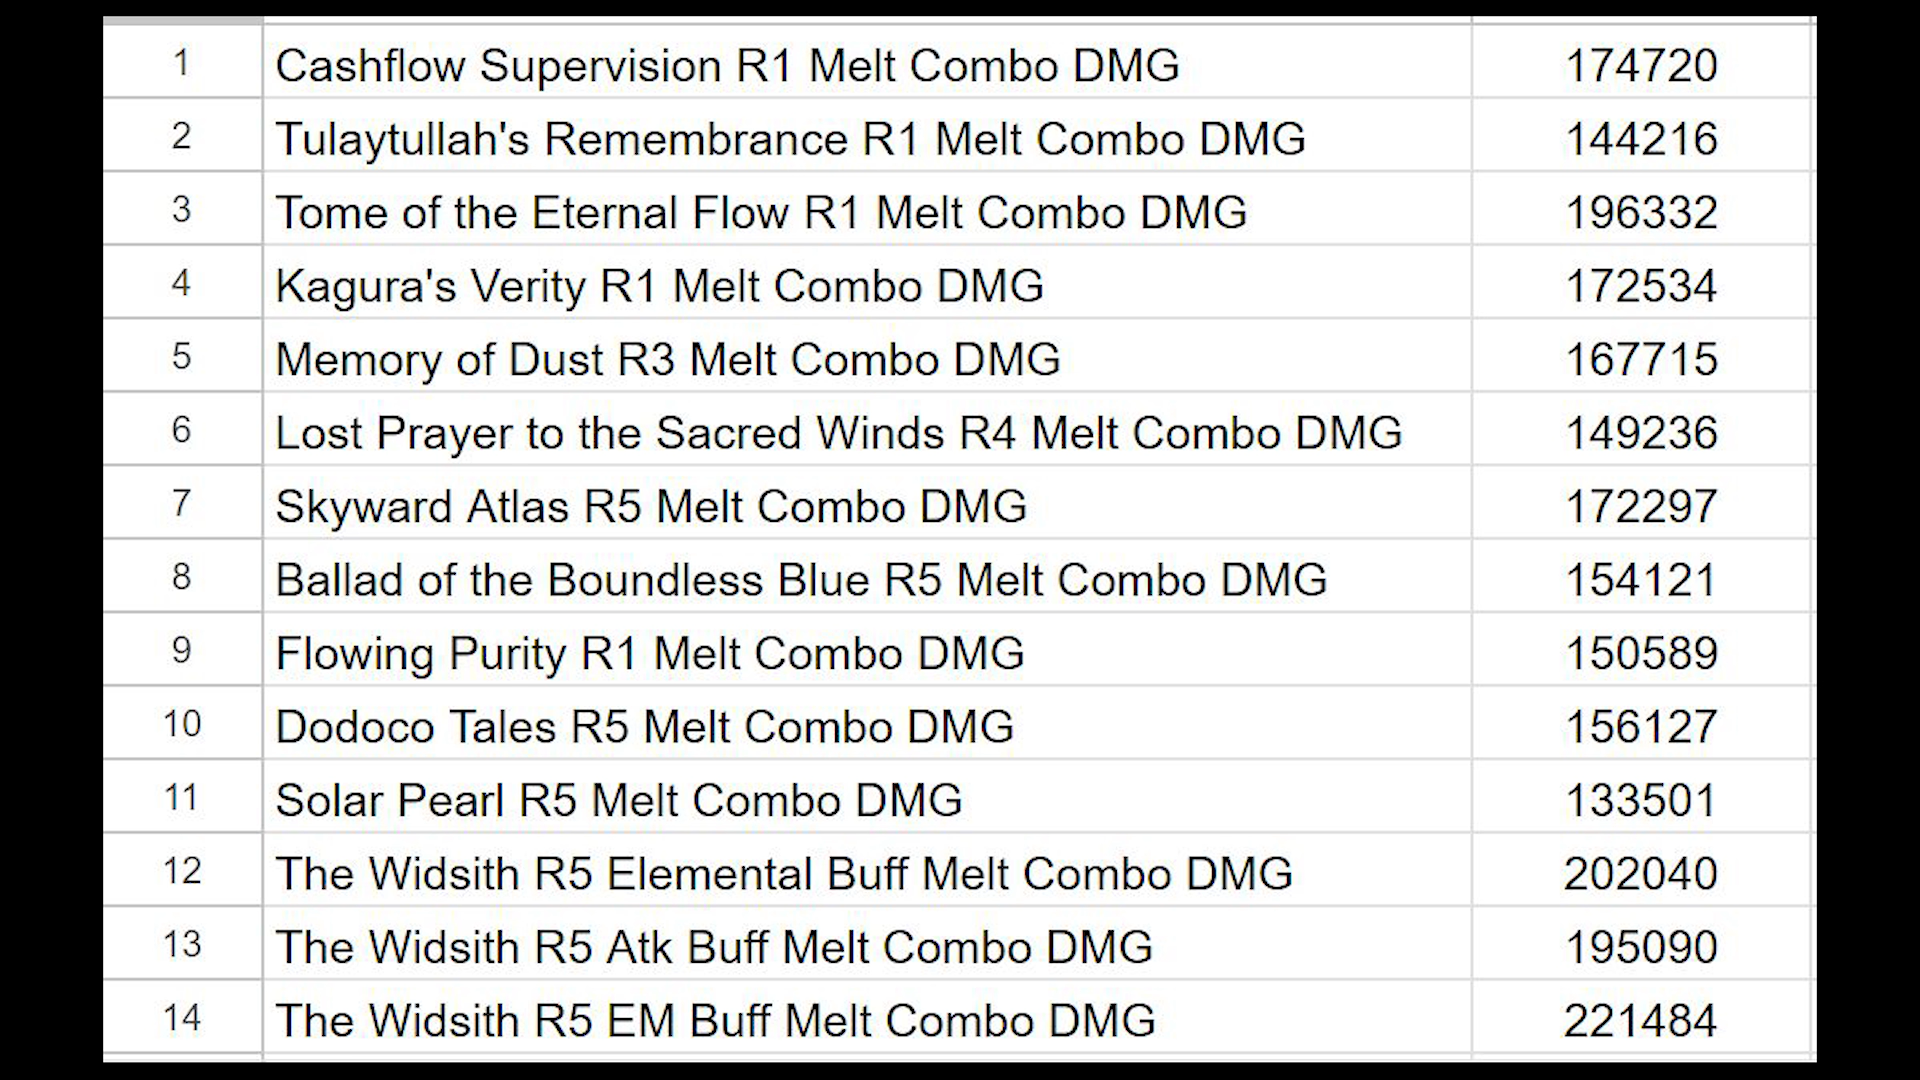 1 Cashflow Supervision R1 Melt Combo DMG 174720
2 Tulaytullah's Remembrance R1 Melt Combo DMG 144216
3 Tome of the Eternal Flow R1 Melt Combo DMG 196332
4 Kagura's Verity R1 Melt Combo DMG 172534
5 Memory of Dust R3 Melt Combo DMG 167715
6 Lost Prayer to the Sacred Winds R4 Melt Combo DMG 149236
7 Skyward Atlas R5 Melt Combo DMG 172297
8 Ballad of the Boundless Blue R5 Melt Combo DMG 154121
9 Flowing Purity R1 Melt Combo DMG 150589
10 Dodoco Tales R5 Melt Combo DMG 156127
11 Solar Pearl R5 Melt Combo DMG 133501
12 The Widsith R5 Elemental Buff Melt Combo DMG 202040
13 The Widsith R5 Atk Buff Melt Combo DMG 195090
14 The Widsith R5 EM Buff Melt Combo DMG 221484